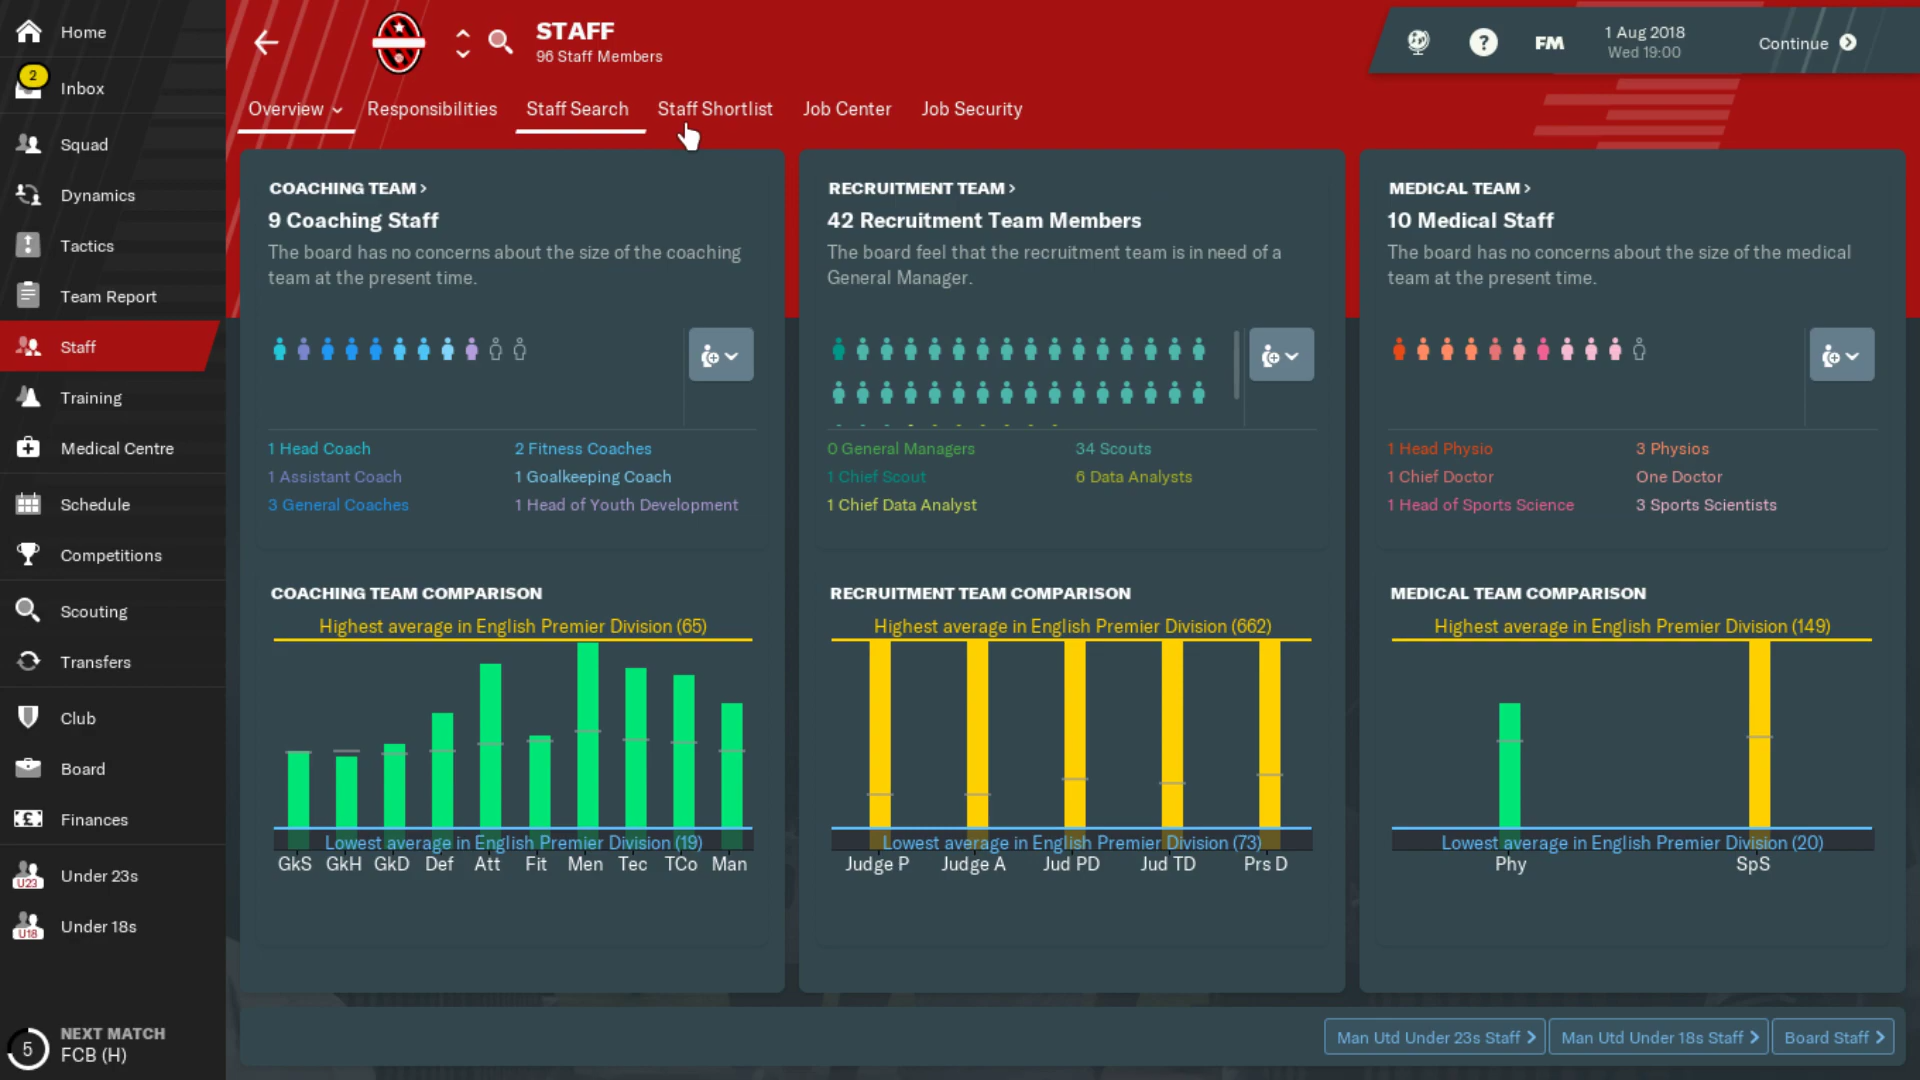 Home
2
Inbox
Squad
Dynamics
Tactics
Team Report
Staff
Training
Medical Centre
Schedule
Competitions
Scouting
Transfers
Club
Board
Finances
U23
Under 23s
U18
Under 18s
5
NEXT MATCH
FCB (H)
STAFF
96 Staff Members
?
FM
1 Aug 2018
Wed 19:00
Continue
Overview
Responsibilities
Staff Search
Staff Shortlist
Job Center
Job Security
COACHING TEAM >
9 Coaching Staff
The board has no concerns about the size of the coaching
team at the present time.
1 Head Coach
2 Fitness Coaches
1 Assistant Coach
1 Goalkeeping Coach
3 General Coaches
1 Head of Youth Development
COACHING TEAM COMPARISON
Highest average in English Premier Division (65)
Lowest average in English Premier Division (19)
GkS GkH GkD Def Att Fit Men Tec TCo Man
RECRUITMENT TEAM >
42 Recruitment Team Members
The board feel that the recruitment team is in need of a
General Manager.
0 General Managers
34 Scouts
1 Chief Scout
6 Data Analysts
1 Chief Data Analyst
RECRUITMENT TEAM COMPARISON
Highest average in English Premier Division (662)
Lowest average in English Premier Division (73)
Judge P Judge A Jud PD Jud TD Prs D
MEDICAL TEAM >
10 Medical Staff
The board has no concerns about the size of the medical
team at the present time.
1 Head Physio
3 Physios
1 Chief Doctor
One Doctor
1 Head of Sports Science
3 Sports Scientists
MEDICAL TEAM COMPARISON
Highest average in English Premier Division (149)
Lowest average in English Premier Division (20)
Phy SpS
Man Utd Under 23s Staff >
Man Utd Under 18s Staff >
Board Staff >